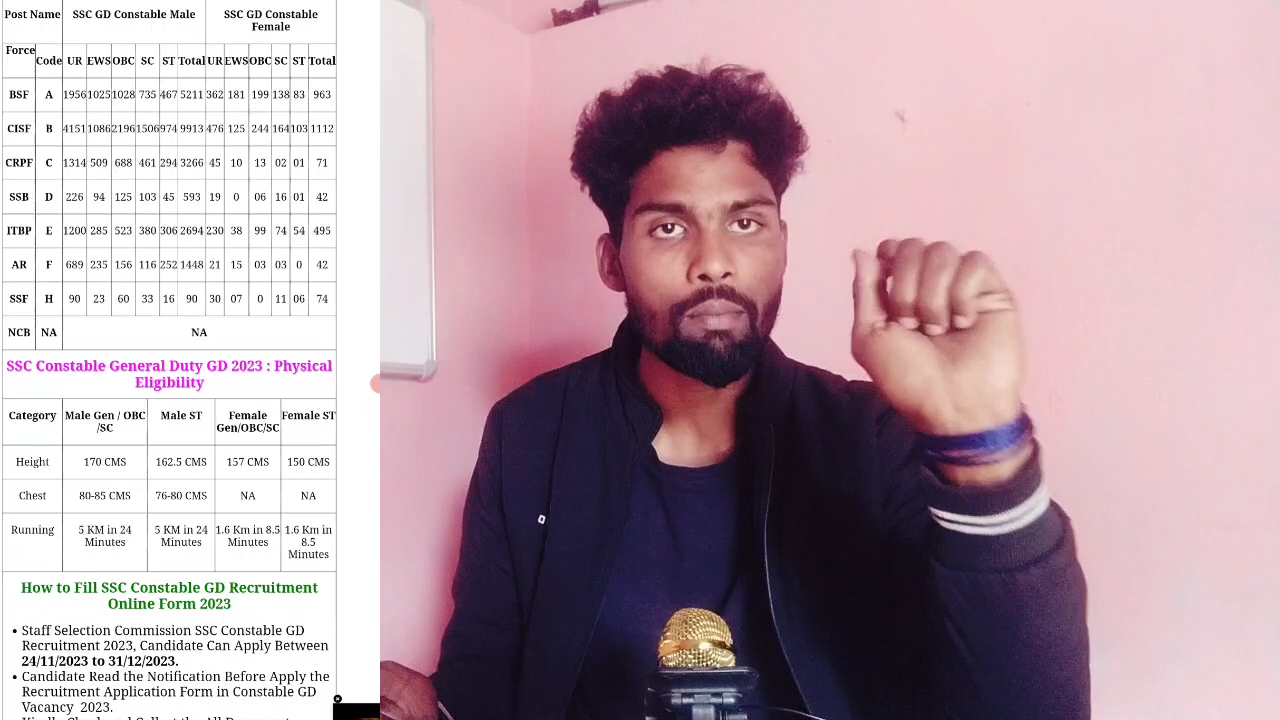 Post Name SSC GD Constable Male SSC GD Constable
Female
Force Code UR EWS OBC SC ST Total UR EWS OBC SC ST Total
BSF A 1956 1025 1028 735 467 5211 362 181 199 138 83 963
CISF B 4151 1086 2196 1506 974 9913 476 125 244 164 103 1112
CRPF C 1314 509 688 461 294 3266 45 10 13 02 01 71
SSB D 226 94 125 103 45 593 19 0 06 16 01 42
ITBP 285 523 380 306 2694 230 38 99 74 54 495
AR F 689 235 156 116 252 1448 21 15 03 03 0 42
SSF H 90 23 60 33 16 90 30 07 0 11 06 74
NCB NA NA
SSC Constable General Duty GD 2023 : Physical
Eligibility
Category Male Gen / OBC Male ST Female Female ST
/SC Gen/OBC/SC
Height 170 CMS 162.5 CMS 157 CMS 150 CMS
Chest 80-85 CMS 76-80 CMS NA NA
Running 5 KM in 24 5 KM in 24 1.6 Km in 8.5 1.6 Km in
Minutes Minutes Minutes 8.5
Minutes
How to Fill SSC Constable GD Recruitment
Online Form 2023
• Staff Selection Commission SSC Constable GD
Recruitment 2023, Candidate Can Apply Between
24/11/2023 to 31/12/2023.
• Candidate Read the Notification Before Apply the
Recruitment Application Form in Constable GD
Vacancy 2023.